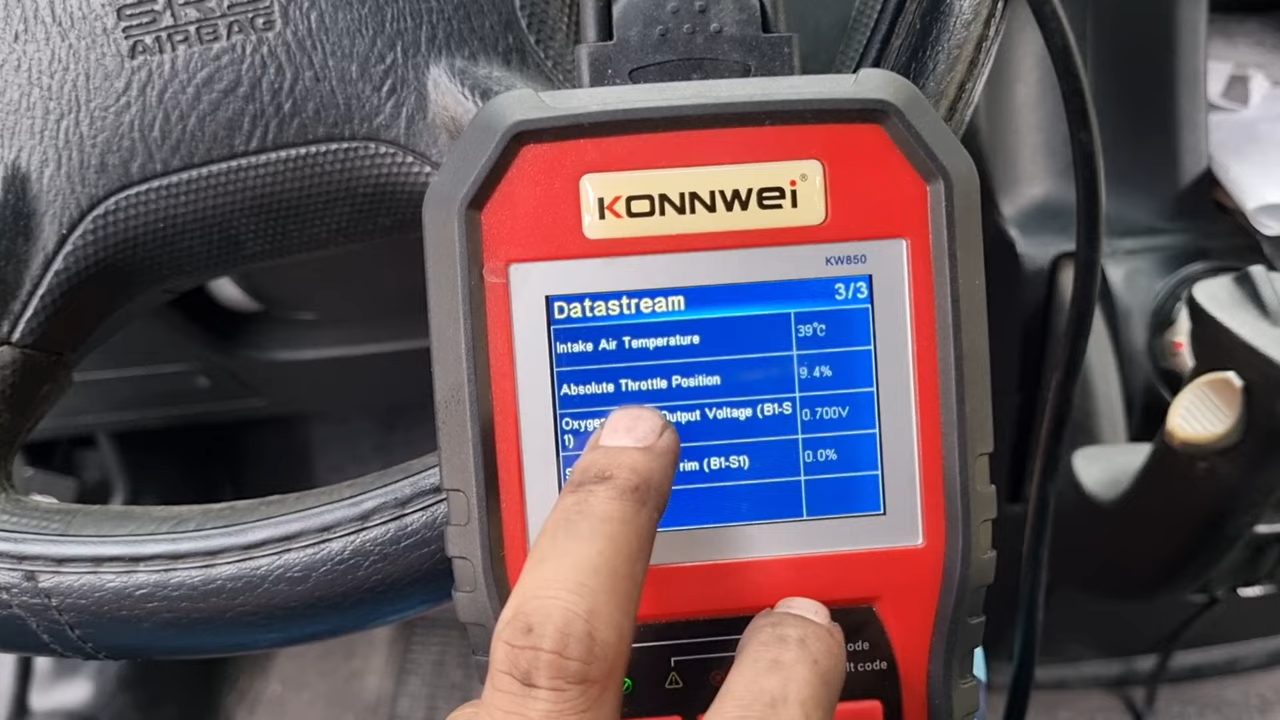 SRS
AIRBAG
KONNWEI®
KW850
Datastream 3/3
Intake Air Temperature 39°C
Absolute Throttle Position 9.4%
Output Voltage (B1-S
1) 0.700V
(B1-S1) 0.0%
code